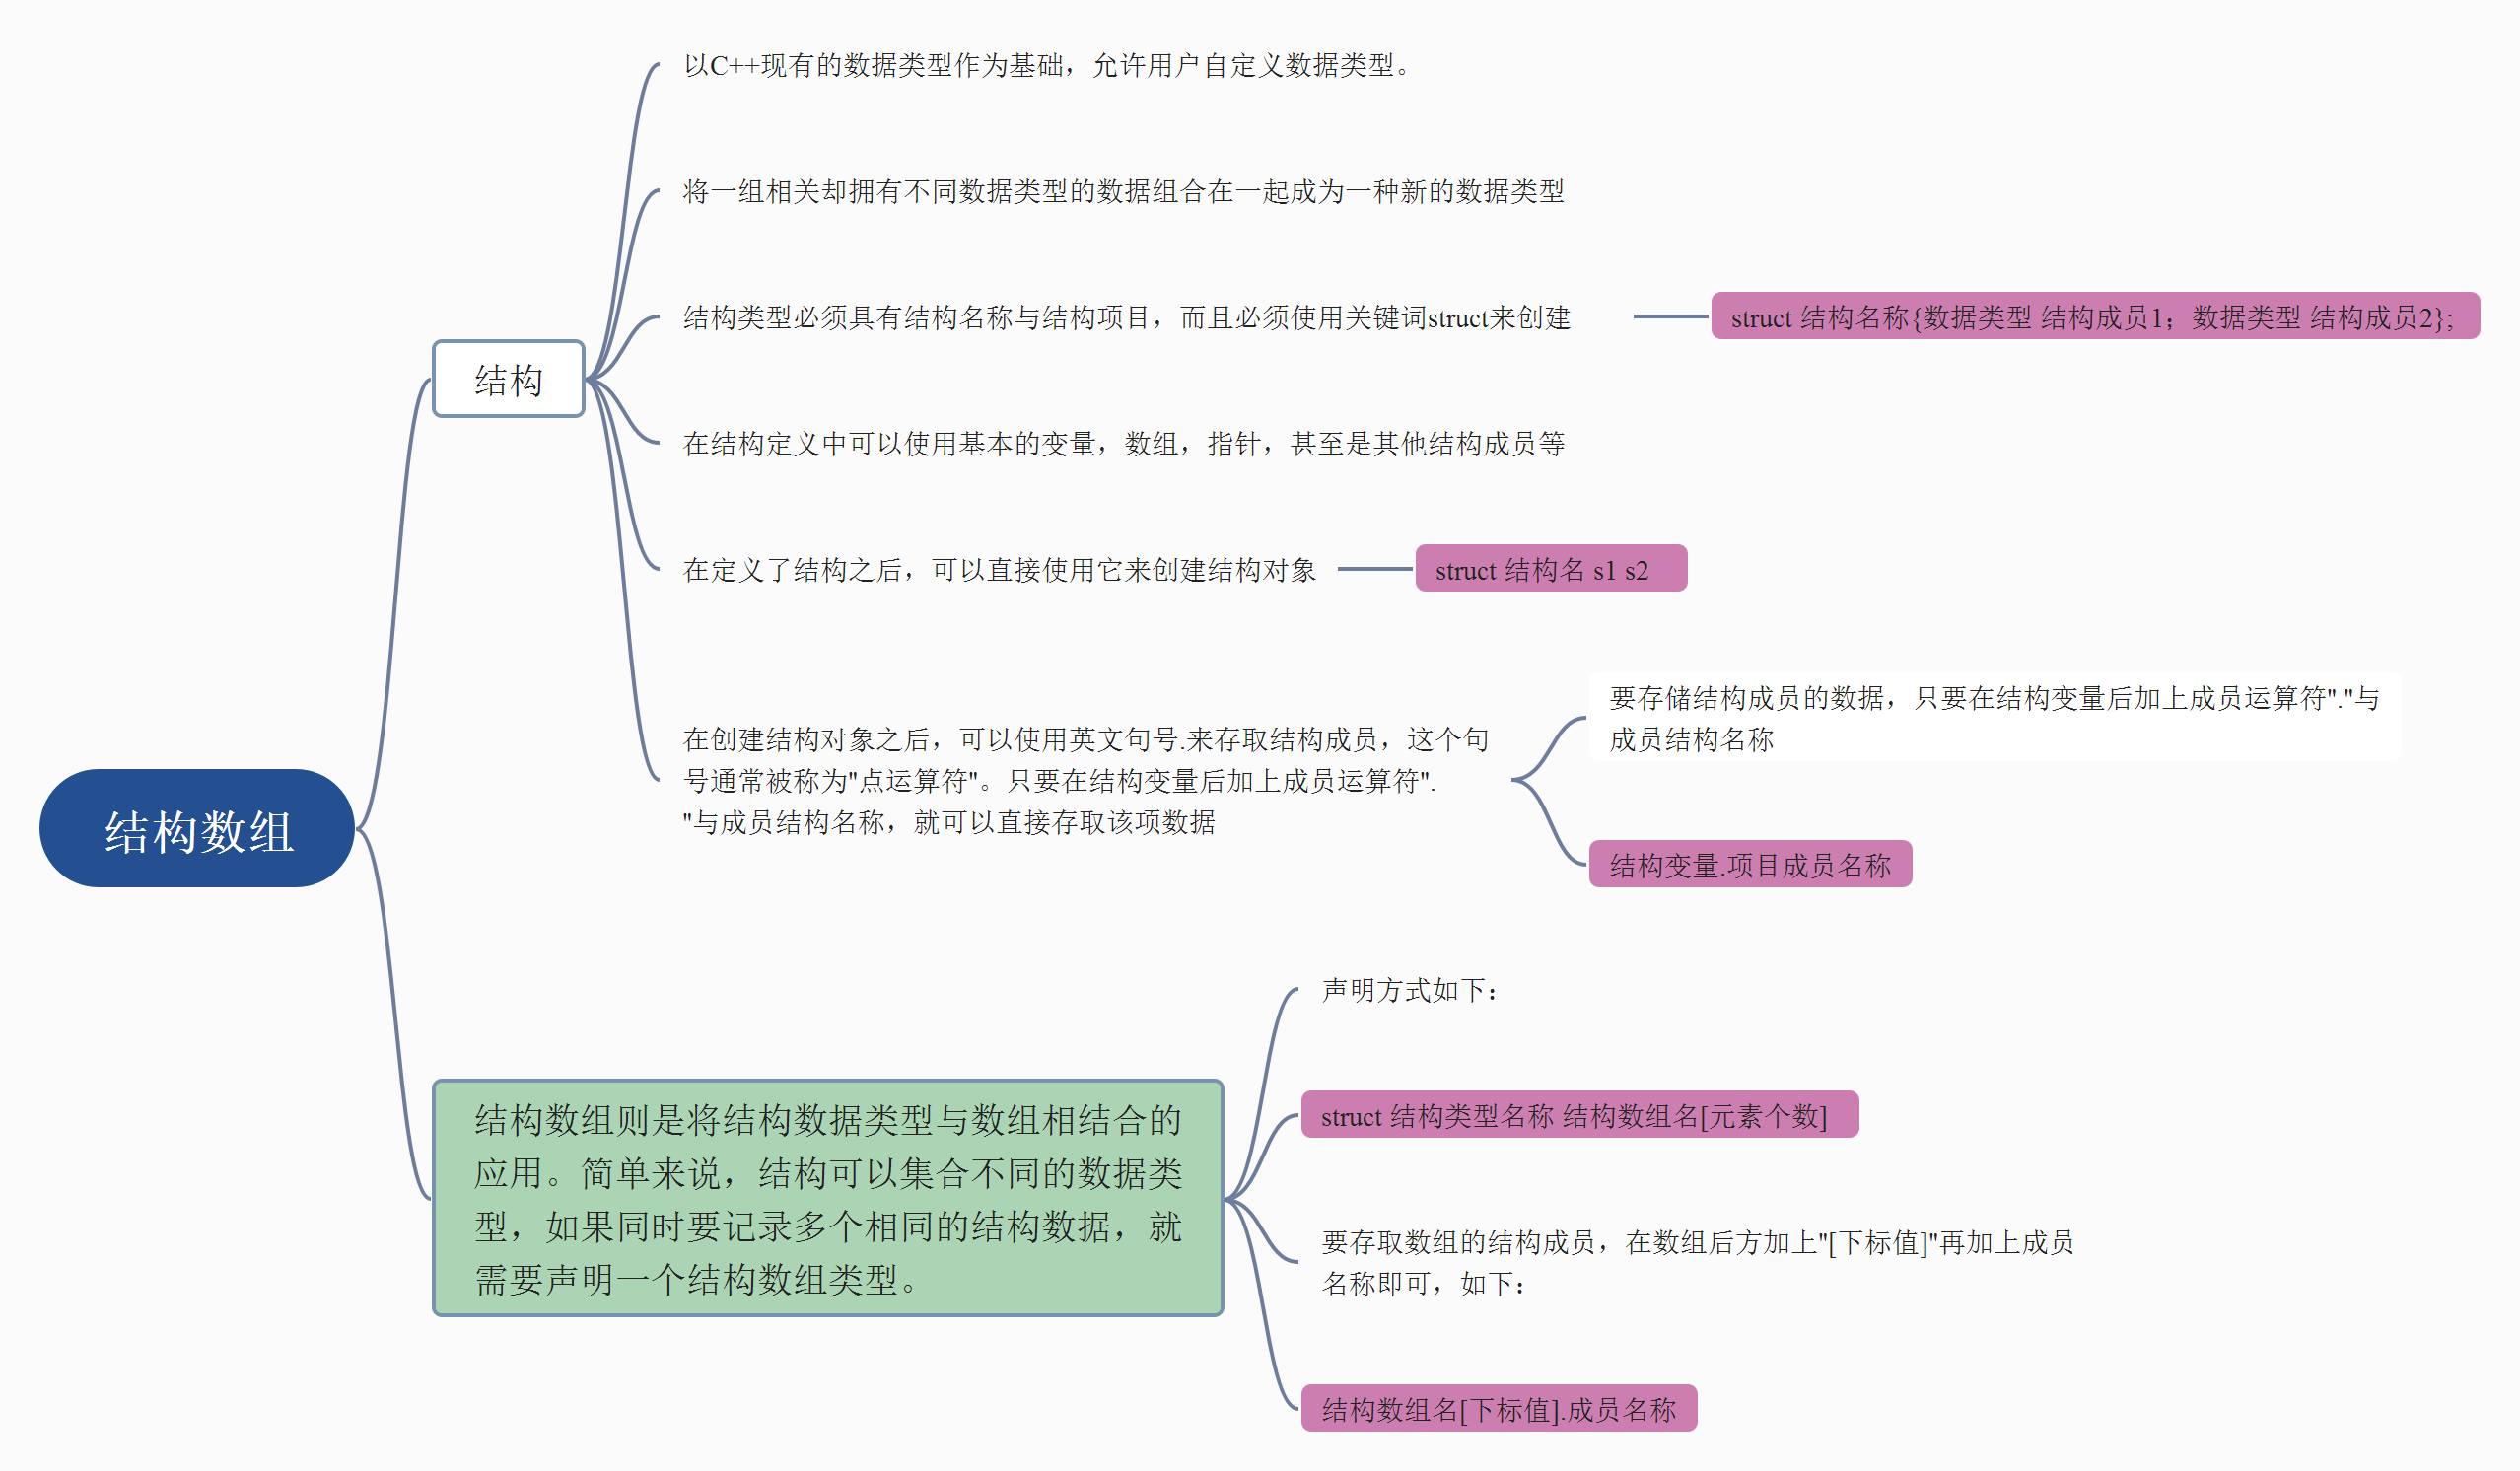 以C++现有的数据类型作为基础，允许用户自定义数据类型。
将一组相关却拥有不同数据类型的数据组合在一起成为一种新的数据类型
结构类型必须具有结构名称与结构项目，而且必须使用关键词struct来创建
struct 结构名称{数据类型 结构成员1；数据类型 结构成员2};
结构
在结构定义中可以使用基本的变量，数组，指针，甚至是其他结构成员等
在定义了结构之后，可以直接使用它来创建结构对象
struct 结构名 s1 s2
在创建结构对象之后，可以使用英文句号.来存取结构成员，这个句
号通常被称为"点运算符"。只要在结构变量后加上成员运算符".
"与成员结构名称，就可以直接存取该项数据
要存储结构成员的数据，只要在结构变量后加上成员运算符"."与
成员结构名称
结构变量.项目成员名称
结构数组
结构数组则是将结构数据类型与数组相结合的
应用。简单来说，结构可以集合不同的数据类
型，如果同时要记录多个相同的结构数据，就
需要声明一个结构数组类型。
声明方式如下：
struct 结构类型名称 结构数组名[元素个数]
要存取数组的结构成员，在数组后方加上"[下标值]"再加上成员
名称即可，如下：
结构数组名[下标值].成员名称